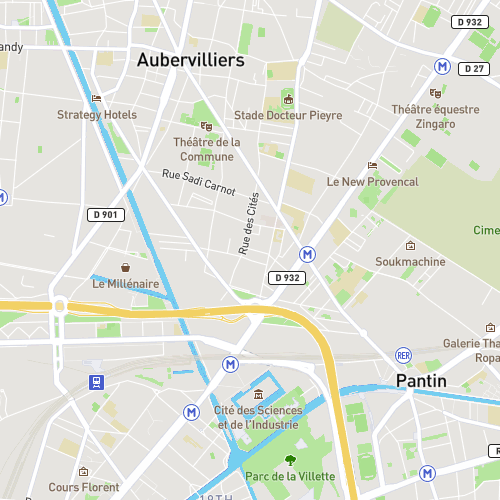 D 932
andy
Aubervilliers
M
D 27
Strategy Hotels
Stade Docteur Pieyre
Théâtre équestre
Zingaro
Théâtre de la
Commune
Rue Sadi Carnot
Le New Provencal
M
D 901
Rue des Cités
Cime
M
Soukmachine
D 932
Le Millénaire
Galerie Tha
Ropa
RER
M
Pantin
M
Cité des Sciences
et de l'Industrie
R
M
Parc de la Villette
Cours Florent
19TH